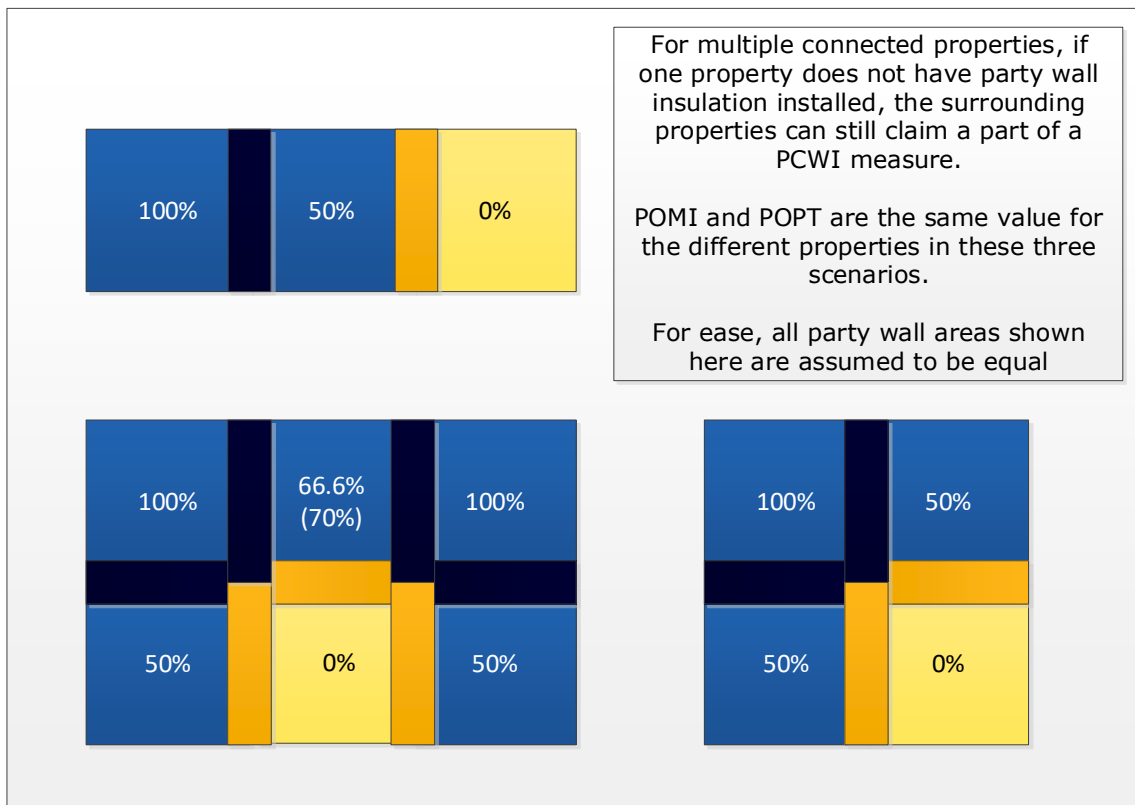 For multiple connected properties, if
one property does not have party wall
insulation installed, the surrounding
properties can still claim a part of a
PCWI measure.
POMI and POPT are the same value for
the different properties in these three
scenarios.
For ease, all party wall areas shown
here are assumed to be equal
100% 50% 0%
100% 66.6% (70%) 100%
50% 0% 50%
100% 50%
50% 0%